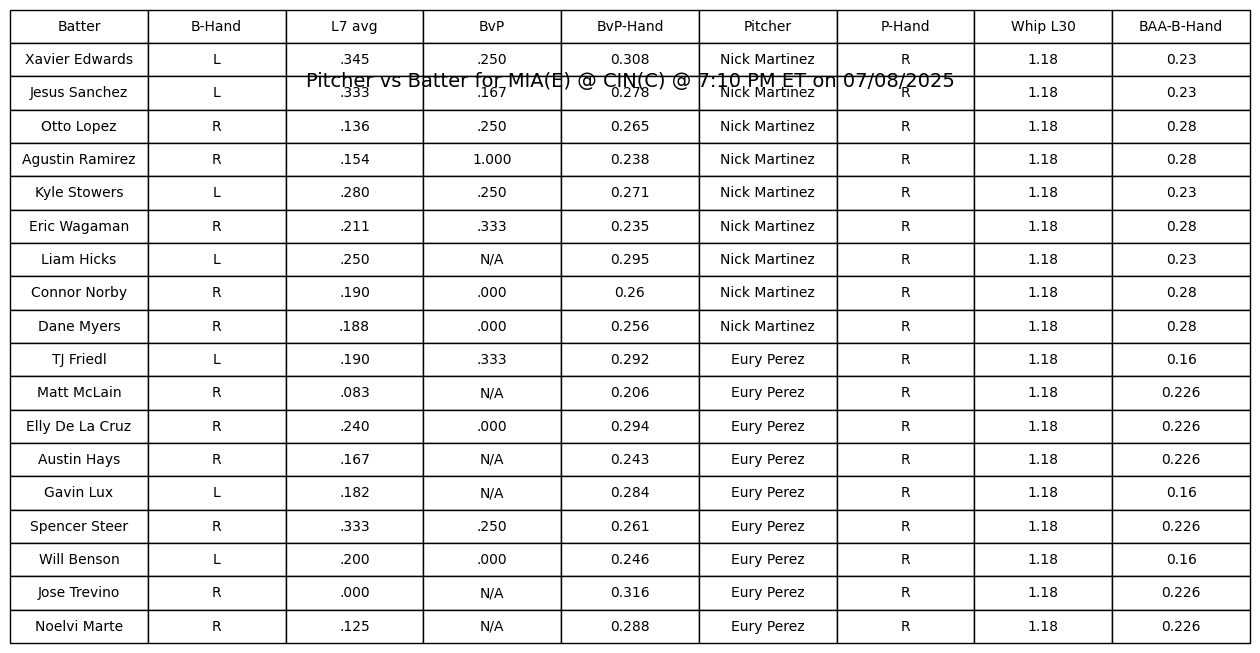 Batter B-Hand L7 avg BvP BvP-Hand Pitcher P-Hand Whip L30 BAA-B-Hand
Xavier Edwards L .345 .250 0.308 Nick Martinez R 1.18 0.23
Pitcher vs Batter for MIA(E) @ CIN(C) @ 7:10 PM ET on 07/08/2025
Jesus Sanchez L .333 .167 0.278 Nick Martinez R 1.18 0.23
Otto Lopez R .136 .250 0.265 Nick Martinez R 1.18 0.28
Agustin Ramirez R .154 1.000 0.238 Nick Martinez R 1.18 0.28
Kyle Stowers L .280 .250 0.271 Nick Martinez R 1.18 0.23
Eric Wagaman R .211 .333 0.235 Nick Martinez R 1.18 0.28
Liam Hicks L .250 N/A 0.295 Nick Martinez R 1.18 0.23
Connor Norby R .190 .000 0.26 Nick Martinez R 1.18 0.28
Dane Myers R .188 .000 0.256 Nick Martinez R 1.18 0.28
TJ Friedl L .190 .333 0.292 Eury Perez R 1.18 0.16
Matt McLain R .083 N/A 0.206 Eury Perez R 1.18 0.226
Elly De La Cruz R .240 .000 0.294 Eury Perez R 1.18 0.226
Austin Hays R .167 N/A 0.243 Eury Perez R 1.18 0.226
Gavin Lux L .182 N/A 0.284 Eury Perez R 1.18 0.16
Spencer Steer R .333 .250 0.261 Eury Perez R 1.18 0.226
Will Benson L .200 .000 0.246 Eury Perez R 1.18 0.16
Jose Trevino R .000 N/A 0.316 Eury Perez R 1.18 0.226
Noelvi Marte R .125 N/A 0.288 Eury Perez R 1.18 0.226